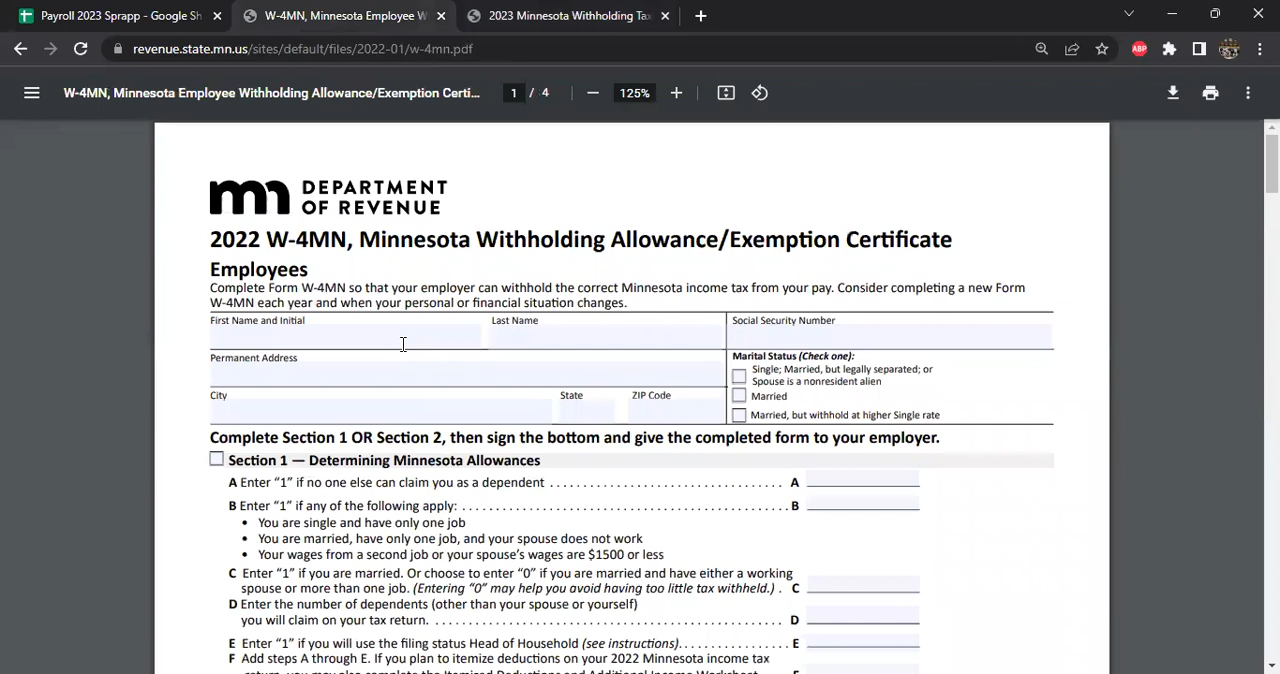 Payroll 2023 Sprapp - Google Sh
W-4MN, Minnesota Employee W
2023 Minnesota Withholding Tax
revenue.state.mn.us/sites/default/files/2022-01/w-4mn.pdf
ABP
W-4MN, Minnesota Employee Withholding Allowance/Exemption Certi...
1 / 4
125%
mn DEPARTMENT
OF REVENUE
2022 W-4MN, Minnesota Withholding Allowance/Exemption Certificate
Employees
Complete Form W-4MN so that your employer can withhold the correct Minnesota income tax from your pay. Consider completing a new Form
W-4MN each year and when your personal or financial situation changes.
First Name and Initial
Last Name
Social Security Number
Permanent Address
Marital Status (Check one):
Single; Married, but legally separated; or
Spouse is a nonresident alien
City
State
ZIP Code
Married
Married, but withhold at higher Single rate
Complete Section 1 OR Section 2, then sign the bottom and give the completed form to your employer.
Section 1 — Determining Minnesota Allowances
A Enter "1" if no one else can claim you as a dependent . . . . . . . . . . . . . . . . . . . . . . . . . . . . . . . . . A
B Enter "1" if any of the following apply: . . . . . . . . . . . . . . . . . . . . . . . . . . . . . . . . . . . . . . . . . . . . . B
• You are single and have only one job
• You are married, have only one job, and your spouse does not work
• Your wages from a second job or your spouse's wages are $1500 or less
C Enter "1" if you are married. Or choose to enter "0" if you are married and have either a working
spouse or more than one job. (Entering "0" may help you avoid having too little tax withheld.) . C
D Enter the number of dependents (other than your spouse or yourself)
you will claim on your tax return. . . . . . . . . . . . . . . . . . . . . . . . . . . . . . . . . . . . . . . . . . . . . . . . . . D
E Enter "1" if you will use the filing status Head of Household (see instructions). . . . . . . . . . . . . . . . E
F Add steps A through E. If you plan to itemize deductions on your 2022 Minnesota income tax
return, you may also complete the Itemized Deductions and Additional Income Worksheet